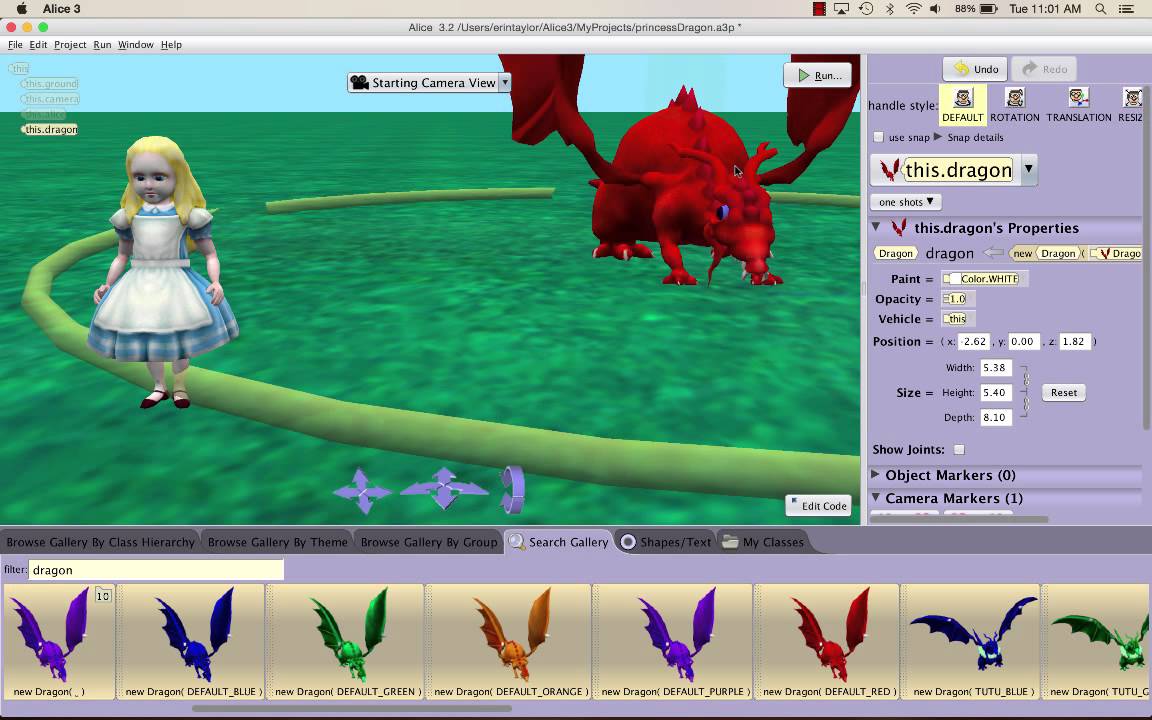 Alice 3
88%
Tue 11:01 AM
Alice 3.2 /Users/erintaylor/Alice3/MyProjects/princessDragon.a3p *
File Edit Project Run Window Help
this
this.ground
this.camera
this.alice
this.dragon
Starting Camera View
Run...
Undo
Redo
handle style:
DEFAULT
ROTATION
TRANSLATION
RESIZ
use snap
Snap details
this.dragon
one shots
this.dragon's Properties
Dragon dragon new Dragon( Drago
Paint = Color.WHITE
Opacity = 1.0
Vehicle = this
Position = ( x: -2.62 , y: 0.00 , z: 1.82 )
Width: 5.38
Size = Height: 5.40 Reset
Depth: 8.10
Show Joints:
Object Markers (0)
Camera Markers (1)
Edit Code
Browse Gallery By Class Hierarchy
Browse Gallery By Theme
Browse Gallery By Group
Search Gallery
Shapes/Text
My Classes
filter: dragon
10
new Dragon( _ )
new Dragon( DEFAULT_BLUE )
new Dragon( DEFAULT_GREEN )
new Dragon( DEFAULT_ORANGE )
new Dragon( DEFAULT_PURPLE )
new Dragon( DEFAULT_RED )
new Dragon( TUTU_BLUE )
new Dragon( TUTU_G